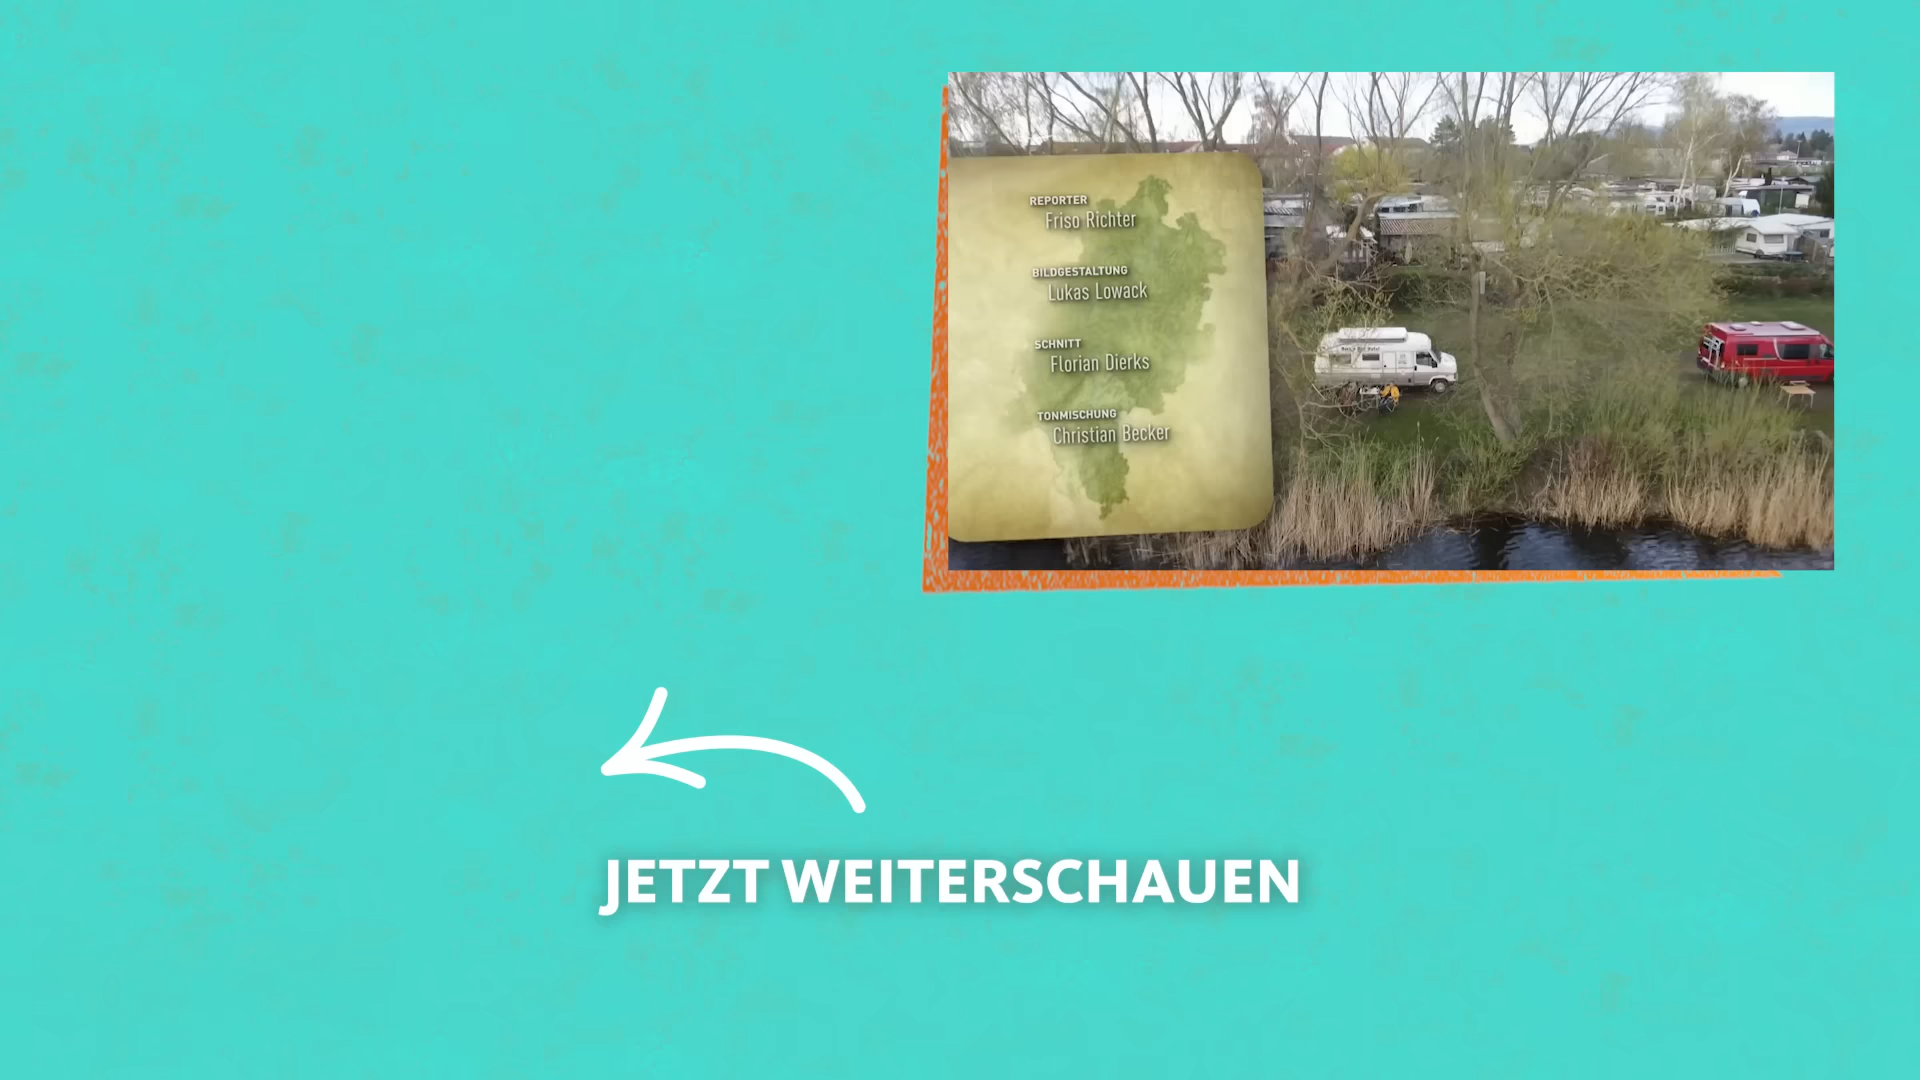 REPORTER
Friso Richter
BILDGESTALTUNG
Lukas Lowack
SCHNITT
Florian Dierks
TONMISCHUNG
Christian Becker
JETZT WEITERSCHAUEN